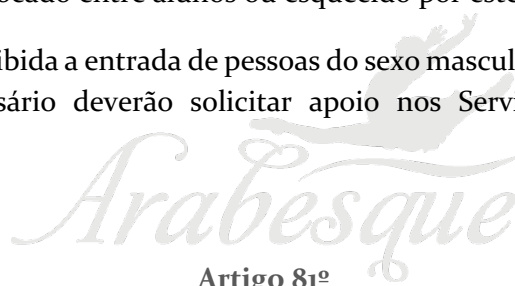 ocado entre alunos ou esquecido por este
ibida a entrada de pessoas do sexo mascul
sário deverão solicitar apoio nos Serv
Arabesque
Artigo 81º